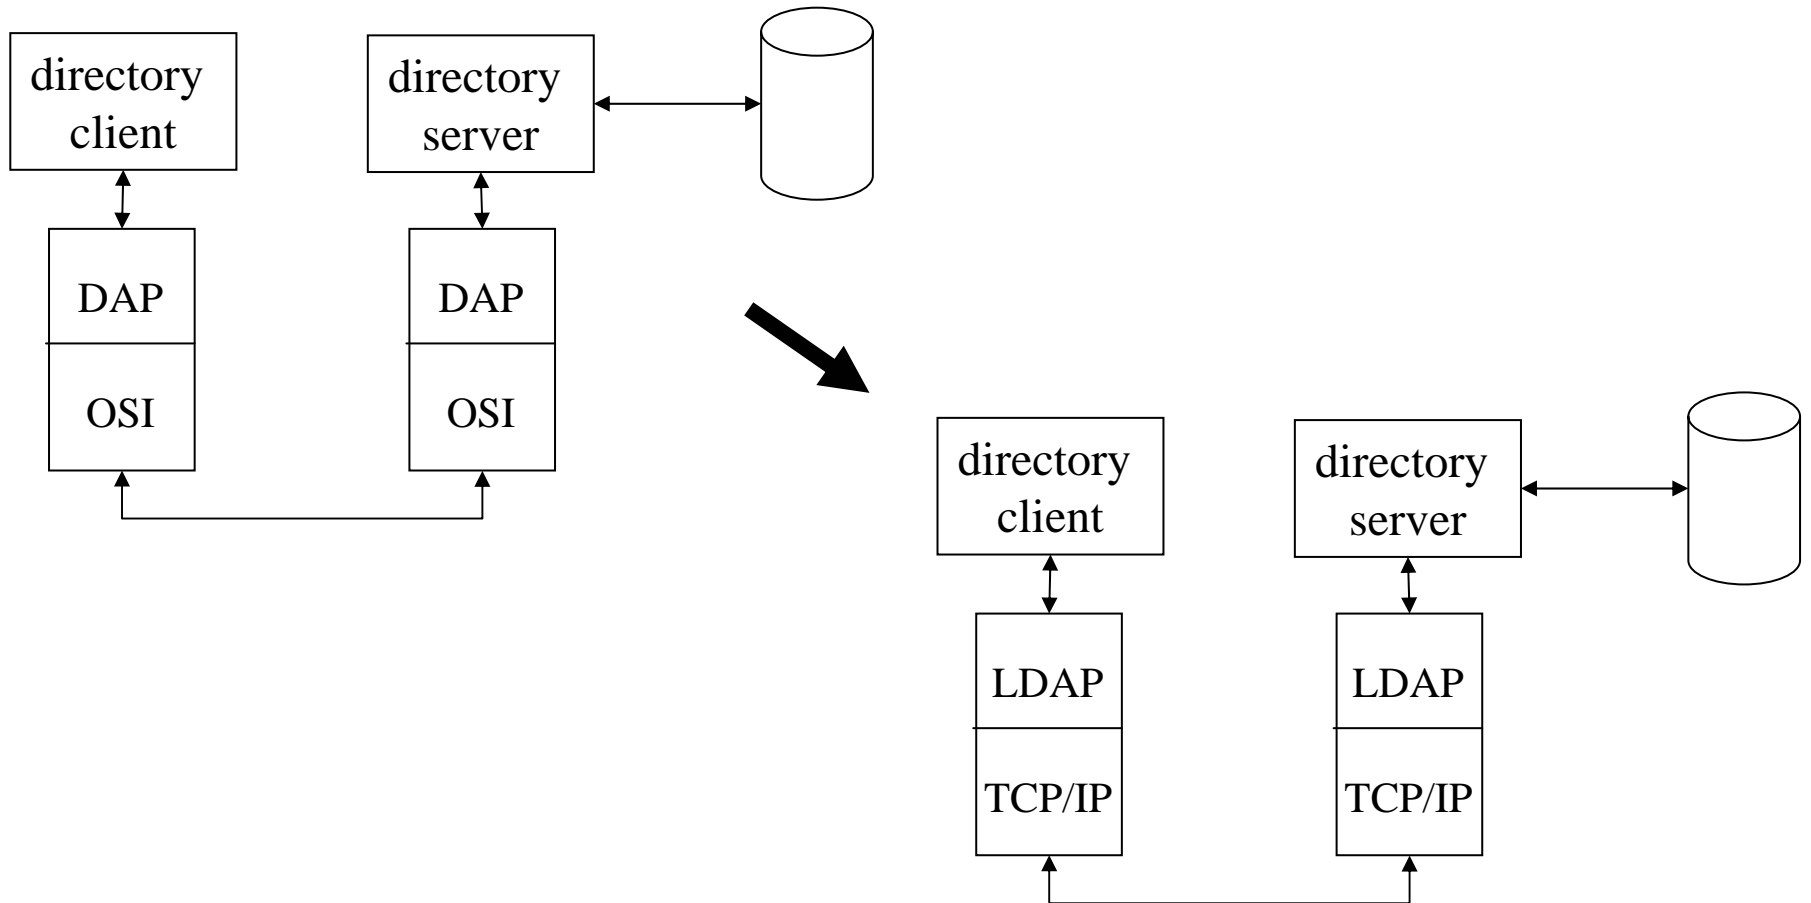 directory
client
directory
server
DAP
OSI
DAP
OSI
directory
client
directory
server
LDAP
TCP/IP
LDAP
TCP/IP